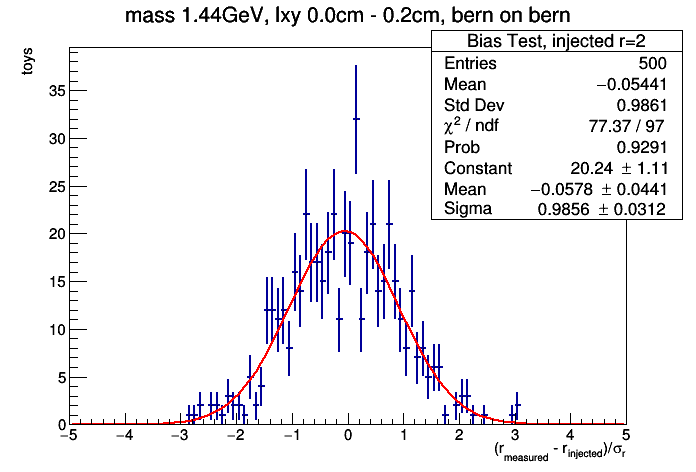 mass 1.44GeV, lxy 0.0cm - 0.2cm, bern on bern
toys
Bias Test, injected r=2
Entries 500
Mean −0.05441
Std Dev 0.9861
χ² / ndf 77.37 / 97
Prob 0.9291
Constant 20.24 ± 1.11
Mean −0.0578 ± 0.0441
Sigma 0.9856 ± 0.0312
35
30
25
20
15
10
5
0
−5 −4 −3 −2 −1 0 1 2 3 4 5
(r_measured - r_injected)/σ_r